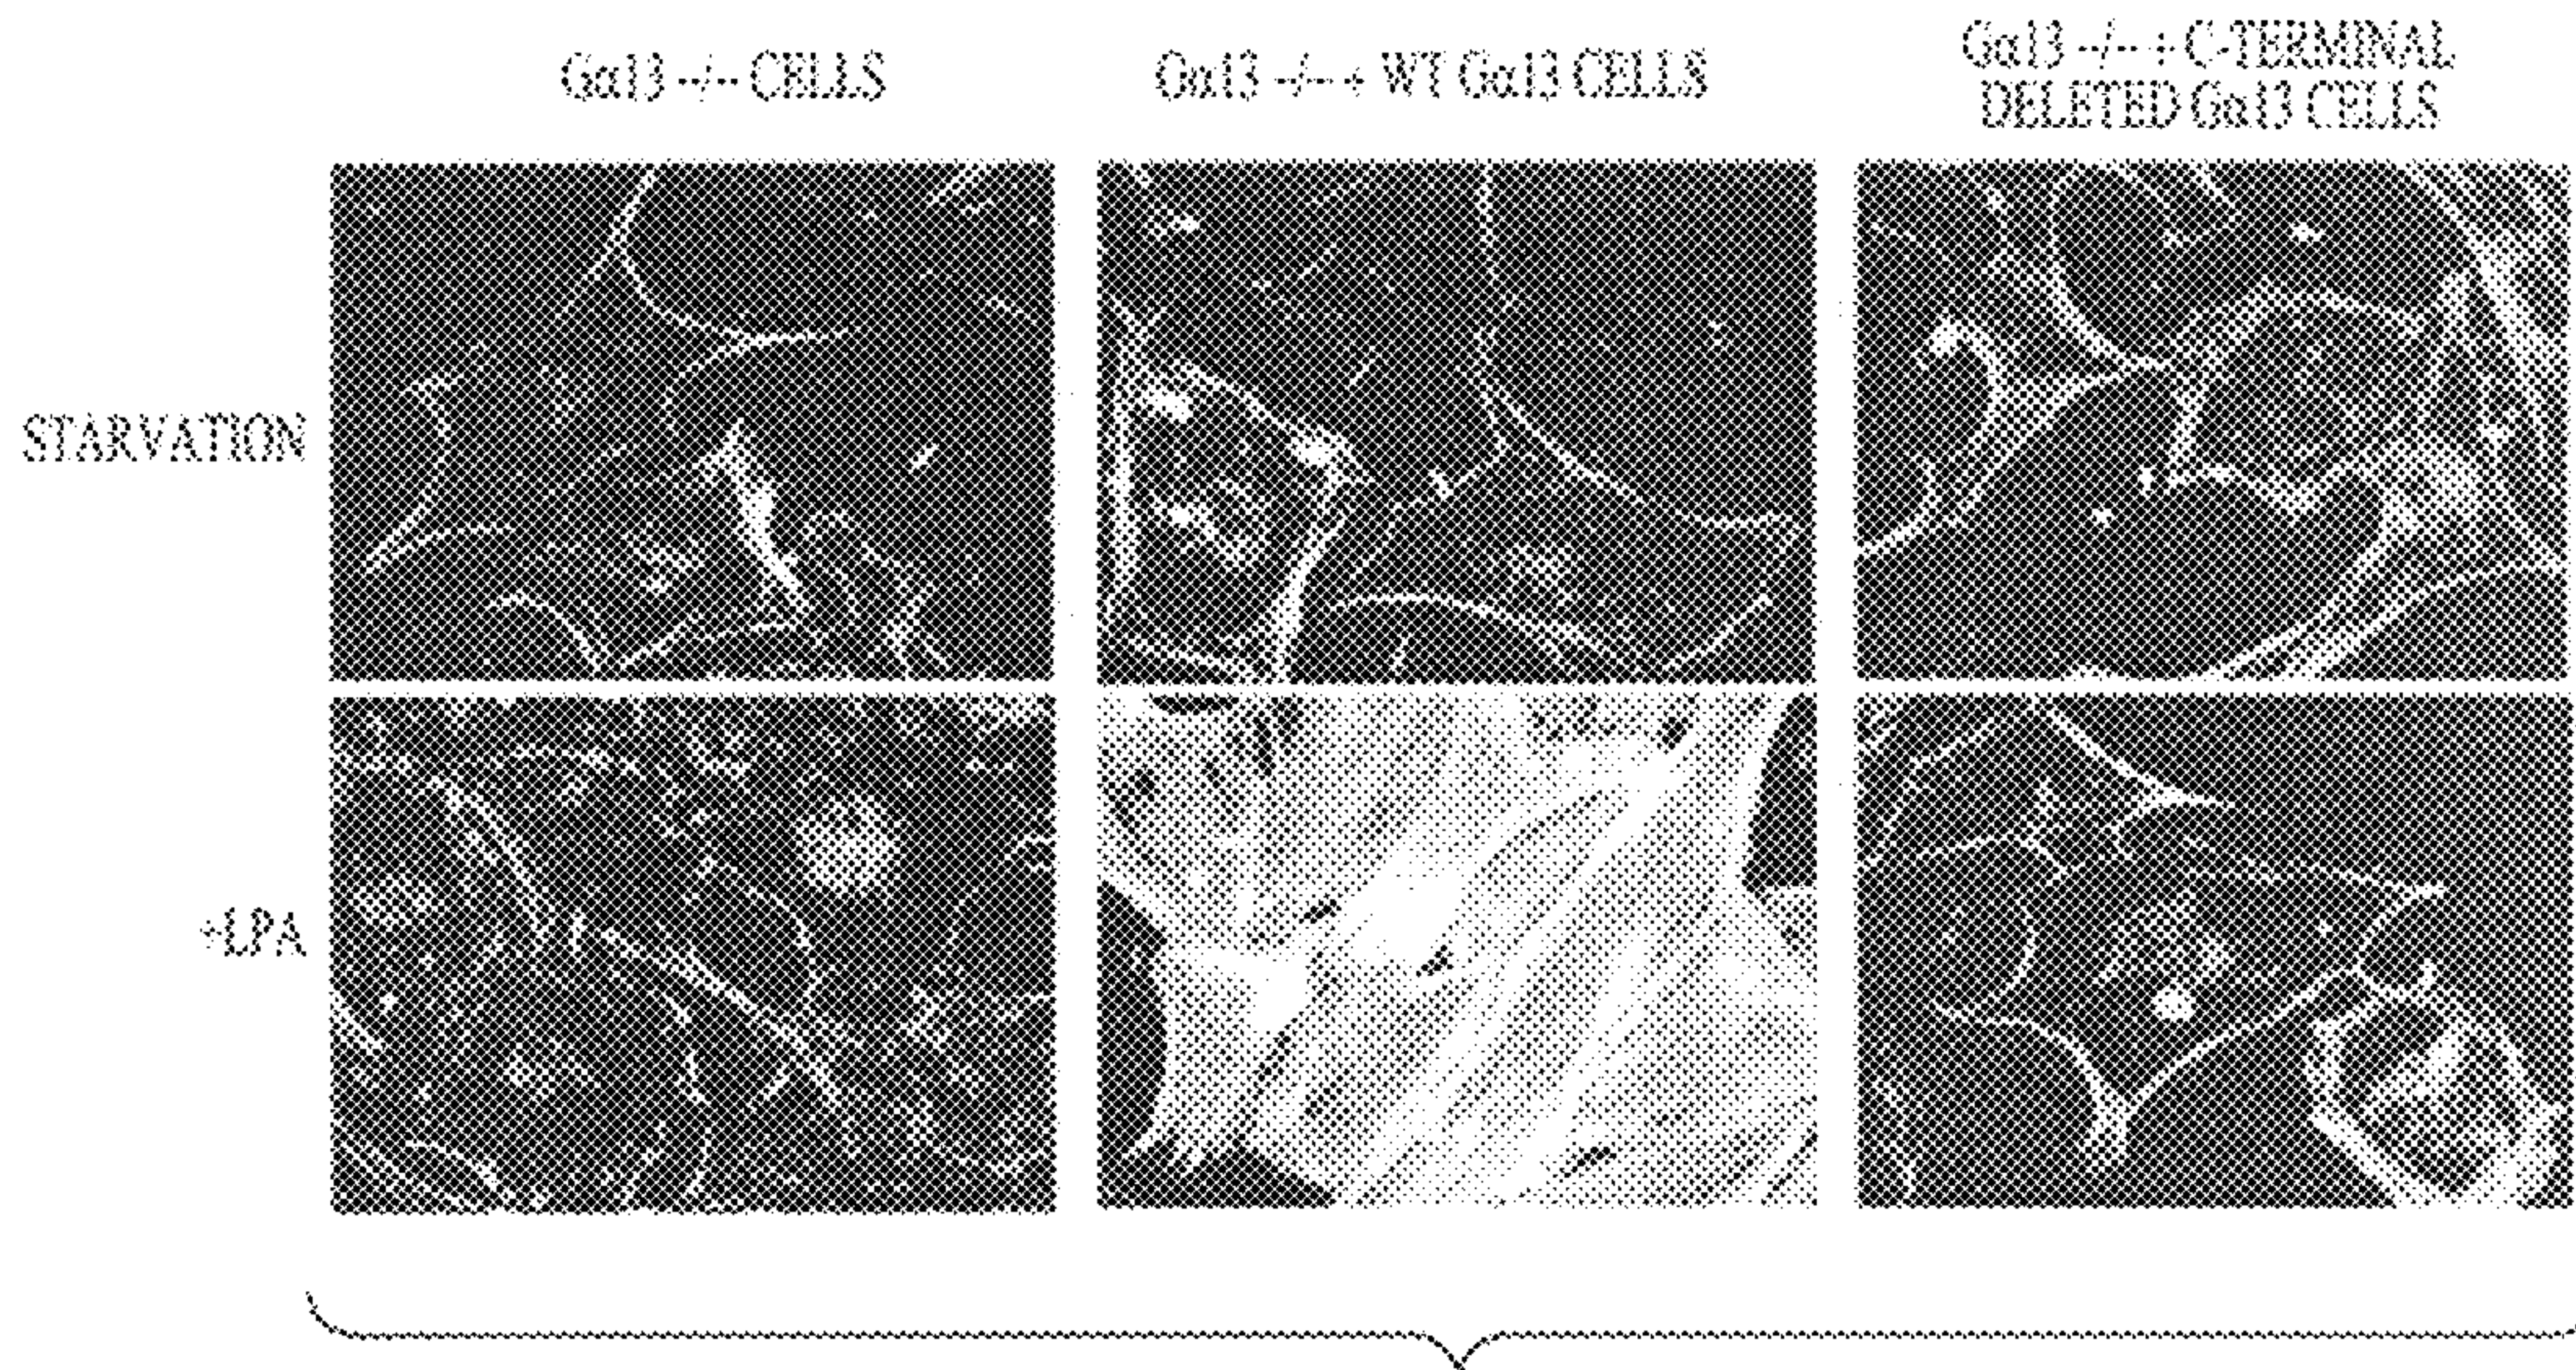 Gα13 -/- CELLS
Gα13 -/- + WT Gα13 CELLS
Gα13 -/- + C-TERMINAL
DELETED Gα13 CELLS
STARVATION
+LPA